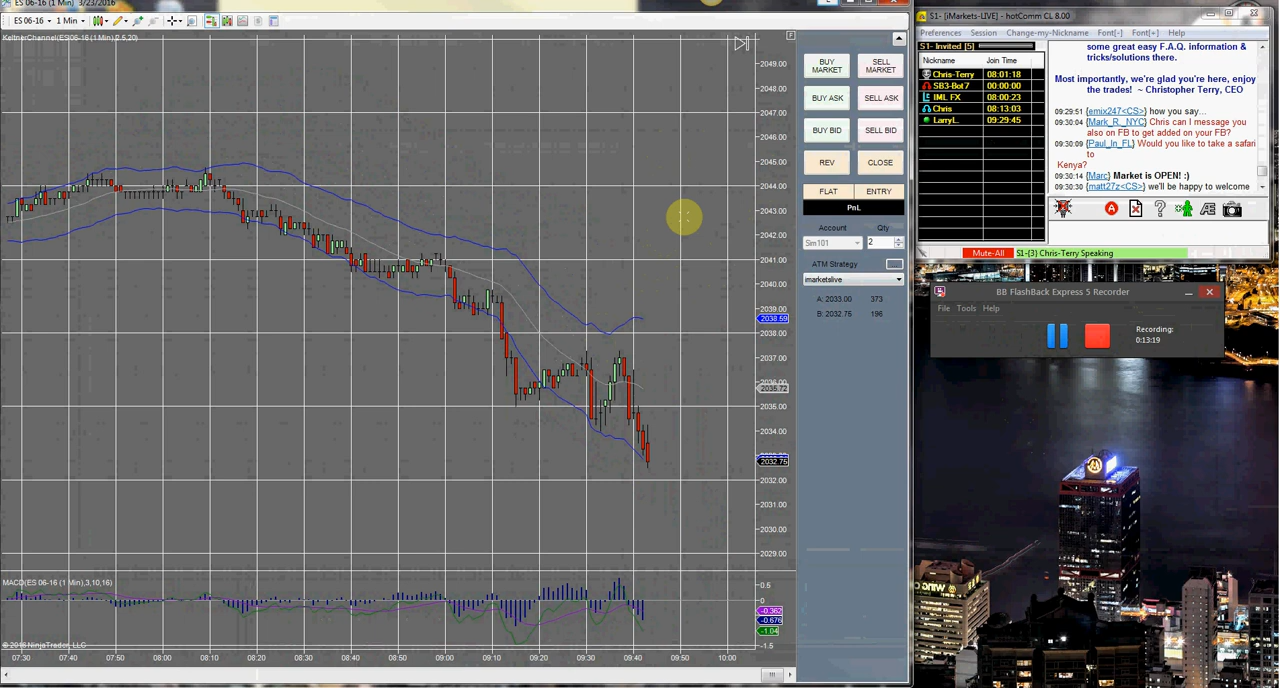 ES 06-16 (1 Min) 3/23/2016
ES 06-16
1 Min
KeltnerChannel(ES 06-16 (1 Min),2.5,20)
F
2049.00
2048.00
2047.00
2046.00
2045.00
2044.00
2043.00
2042.00
2041.00
2040.00
2039.00
2038.59
2037.00
2036.00
2035.72
2035.00
2034.00
2032.75
2032.00
2031.00
2030.00
2029.00
MACD(ES 06-16 (1 Min),3,10,16)
0.5
0
-0.362
-0.676
-1.04
-1.5
© 2016 NinjaTrader, LLC
07:30 07:40 07:50 08:00 08:10 08:20 08:30 08:40 08:50 09:00 09:10 09:20 09:30 09:40 09:50 10:00
BUY MARKET
SELL MARKET
BUY ASK
SELL ASK
BUY BID
SELL BID
REV
CLOSE
FLAT
ENTRY
PnL
Account
Qty
Sim101
2
ATM Strategy
imarketslive
A: 2033.00 373
B: 2032.75 196
S1- [iMarkets-LIVE] - hotComm CL 8.00
Preferences Session Change-my-Nickname Font[-] Font[+] Help
S1- Invited [5]
Nickname Join Time
Chris-Terry 08:01:18
SB3-Bot7 00:00:00
IML FX 08:00:23
Chris 08:13:03
LarryL. 09:29:45
some great easy F.A.Q. information &
tricks/solutions there.
Most importantly, we're glad you're here, enjoy
the trades! ~ Christopher Terry, CEO
09:29:51 {emix247<CS>} how you say...
09:30:04 {Mark_R._NYC} Chris can I message you
also on FB to get added on your FB?
09:30:09 {Paul_In_FL} Would you like to take a safari
to
Kenya?
09:30:14 {Marc} Market is OPEN! :)
09:30:30 {matt27z<CS>} we'll be happy to welcome
A
?
Æ
Mute-All
S1-{3} Chris-Terry Speaking
BB FlashBack Express 5 Recorder
File Tools Help
Recording:
0:13:19